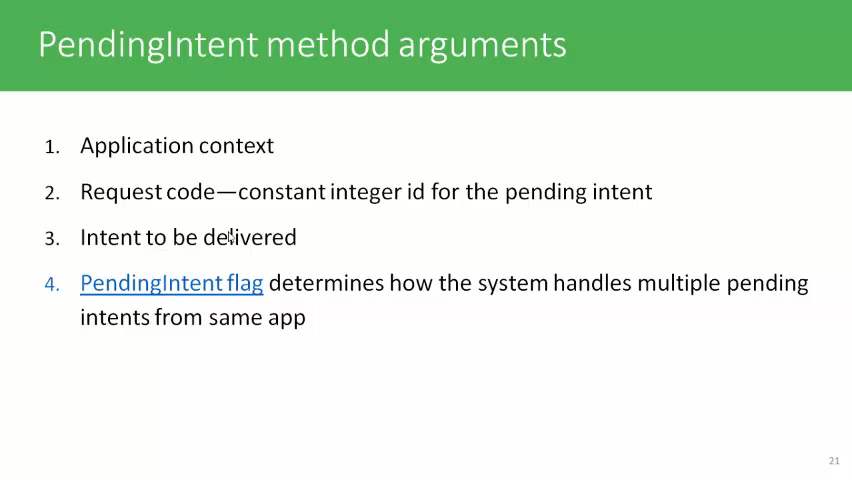 PendingIntent method arguments
1. Application context
2. Request code—constant integer id for the pending intent
3. Intent to be delivered
4. PendingIntent flag determines how the system handles multiple pending
intents from same app
21